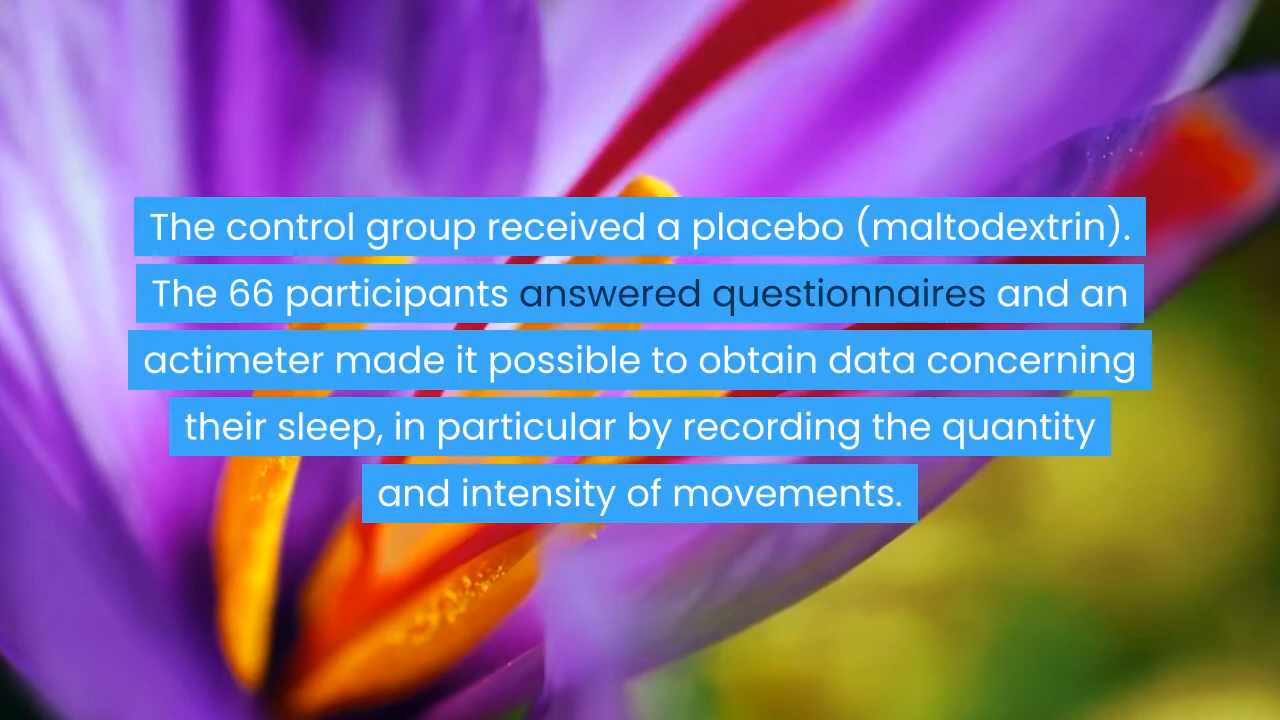 The control group received a placebo (maltodextrin).
The 66 participants answered questionnaires and an
actimeter made it possible to obtain data concerning
their sleep, in particular by recording the quantity
and intensity of movements.